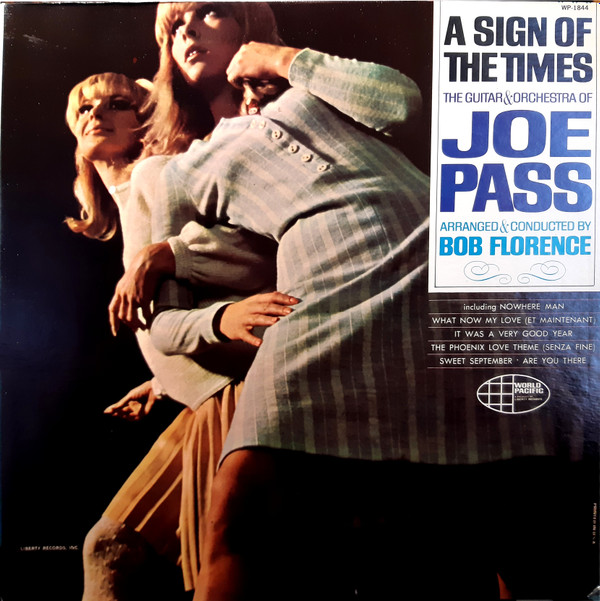 WP-1844
A SIGN OF
THE TIMES
THE GUITAR & ORCHESTRA OF
JOE
PASS
ARRANGED & CONDUCTED BY
BOB FLORENCE
including NOWHERE MAN
WHAT NOW MY LOVE (ET MAINTENANT)
IT WAS A VERY GOOD YEAR
THE PHOENIX LOVE THEME (SENZA FINE)
SWEET SEPTEMBER • ARE YOU THERE
WORLD
PACIFIC
LIBERTY RECORDS, INC.